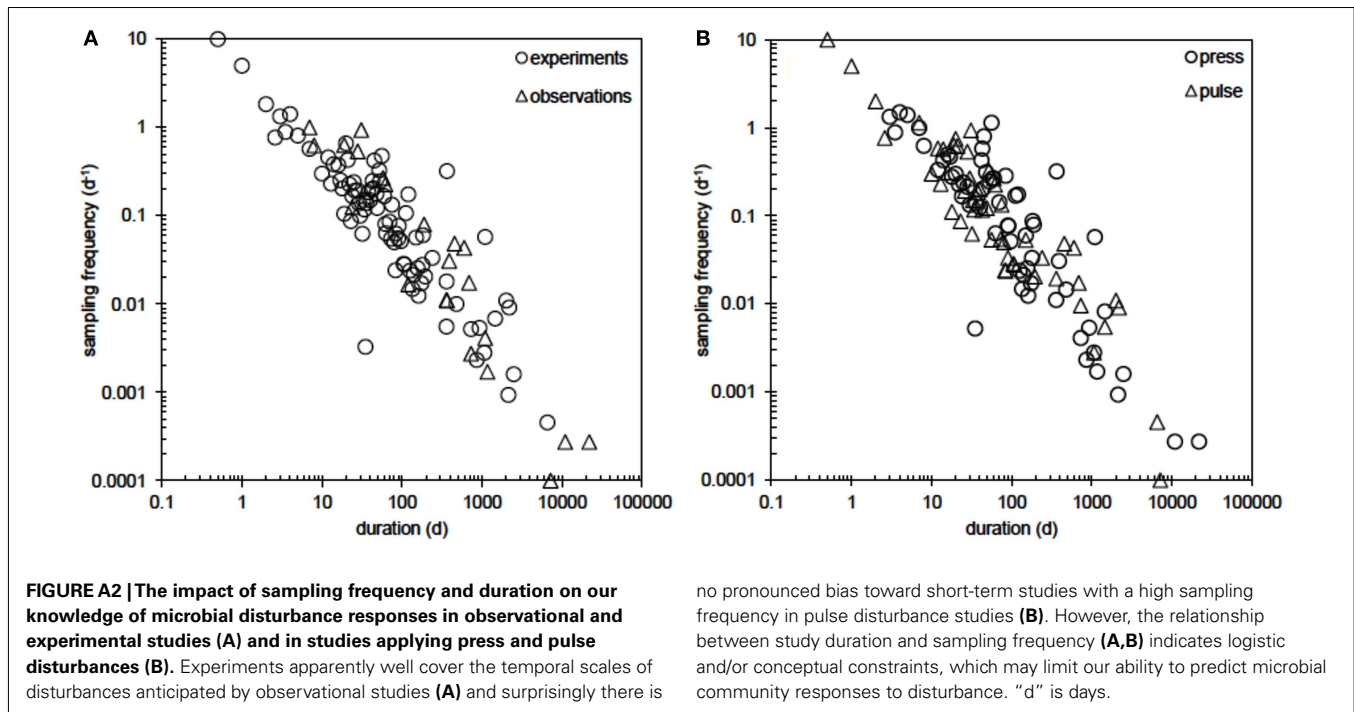 A
10
1
0.1
0.01
0.001
0.0001
sampling frequency (d⁻¹)
0.1 1 10 100 1000 10000 100000
duration (d)
experiments
observations
B
10
1
0.1
0.01
0.001
0.0001
sampling frequency (d⁻¹)
0.1 1 10 100 1000 10000 100000
duration (d)
press
pulse
FIGURE A2 | The impact of sampling frequency and duration on our
knowledge of microbial disturbance responses in observational and
experimental studies (A) and in studies applying press and pulse
disturbances (B). Experiments apparently well cover the temporal scales of
disturbances anticipated by observational studies (A) and surprisingly there is
no pronounced bias toward short-term studies with a high sampling
frequency in pulse disturbance studies (B). However, the relationship
between study duration and sampling frequency (A,B) indicates logistic
and/or conceptual constraints, which may limit our ability to predict microbial
community responses to disturbance. "d" is days.